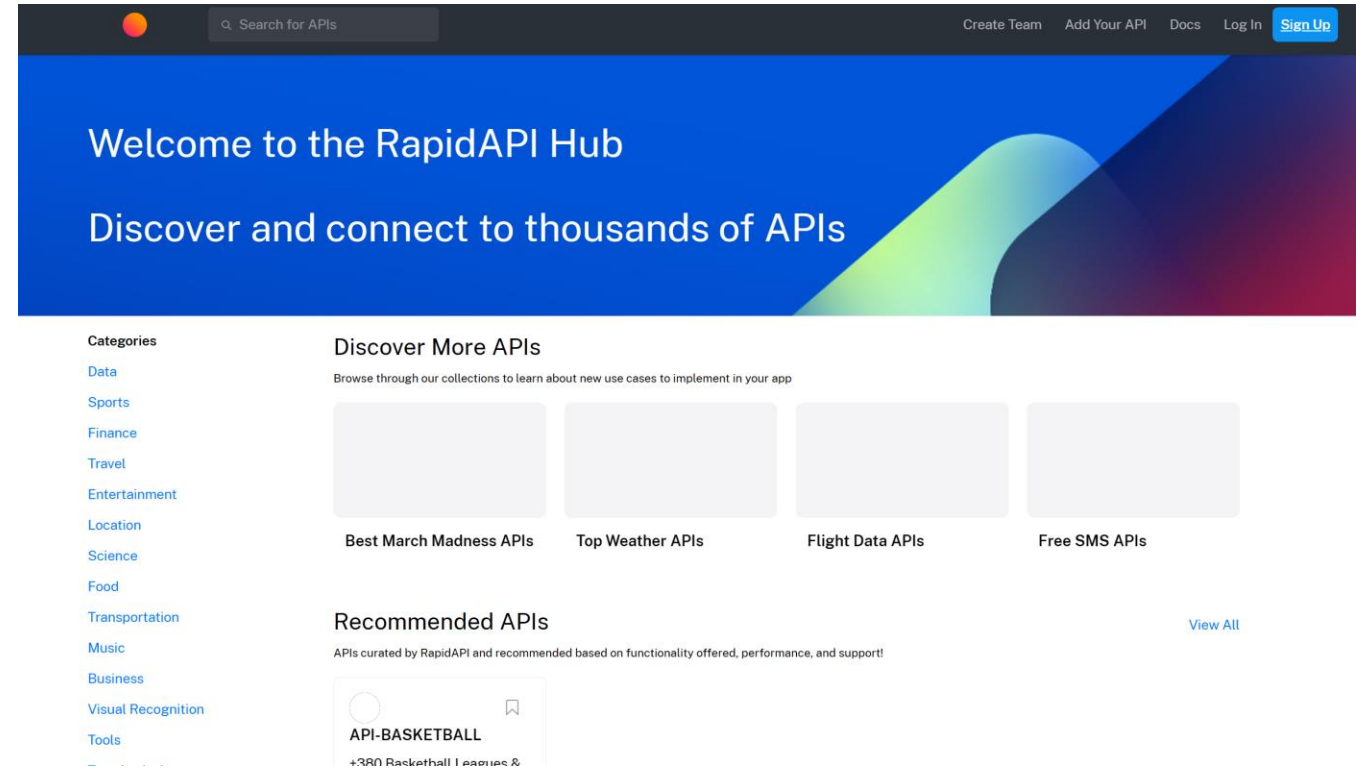 Search for APIs
Create Team
Add Your API
Docs
Log In
Sign Up
Welcome to the RapidAPI Hub
Discover and connect to thousands of APIs
Categories
Data
Sports
Finance
Travel
Entertainment
Location
Science
Food
Transportation
Music
Business
Visual Recognition
Tools
Discover More APIs
Browse through our collections to learn about new use cases to implement in your app
Best March Madness APIs
Top Weather APIs
Flight Data APIs
Free SMS APIs
Recommended APIs
View All
APIs curated by RapidAPI and recommended based on functionality offered, performance, and support!
API-BASKETBALL
+380 Basketball Leagues &